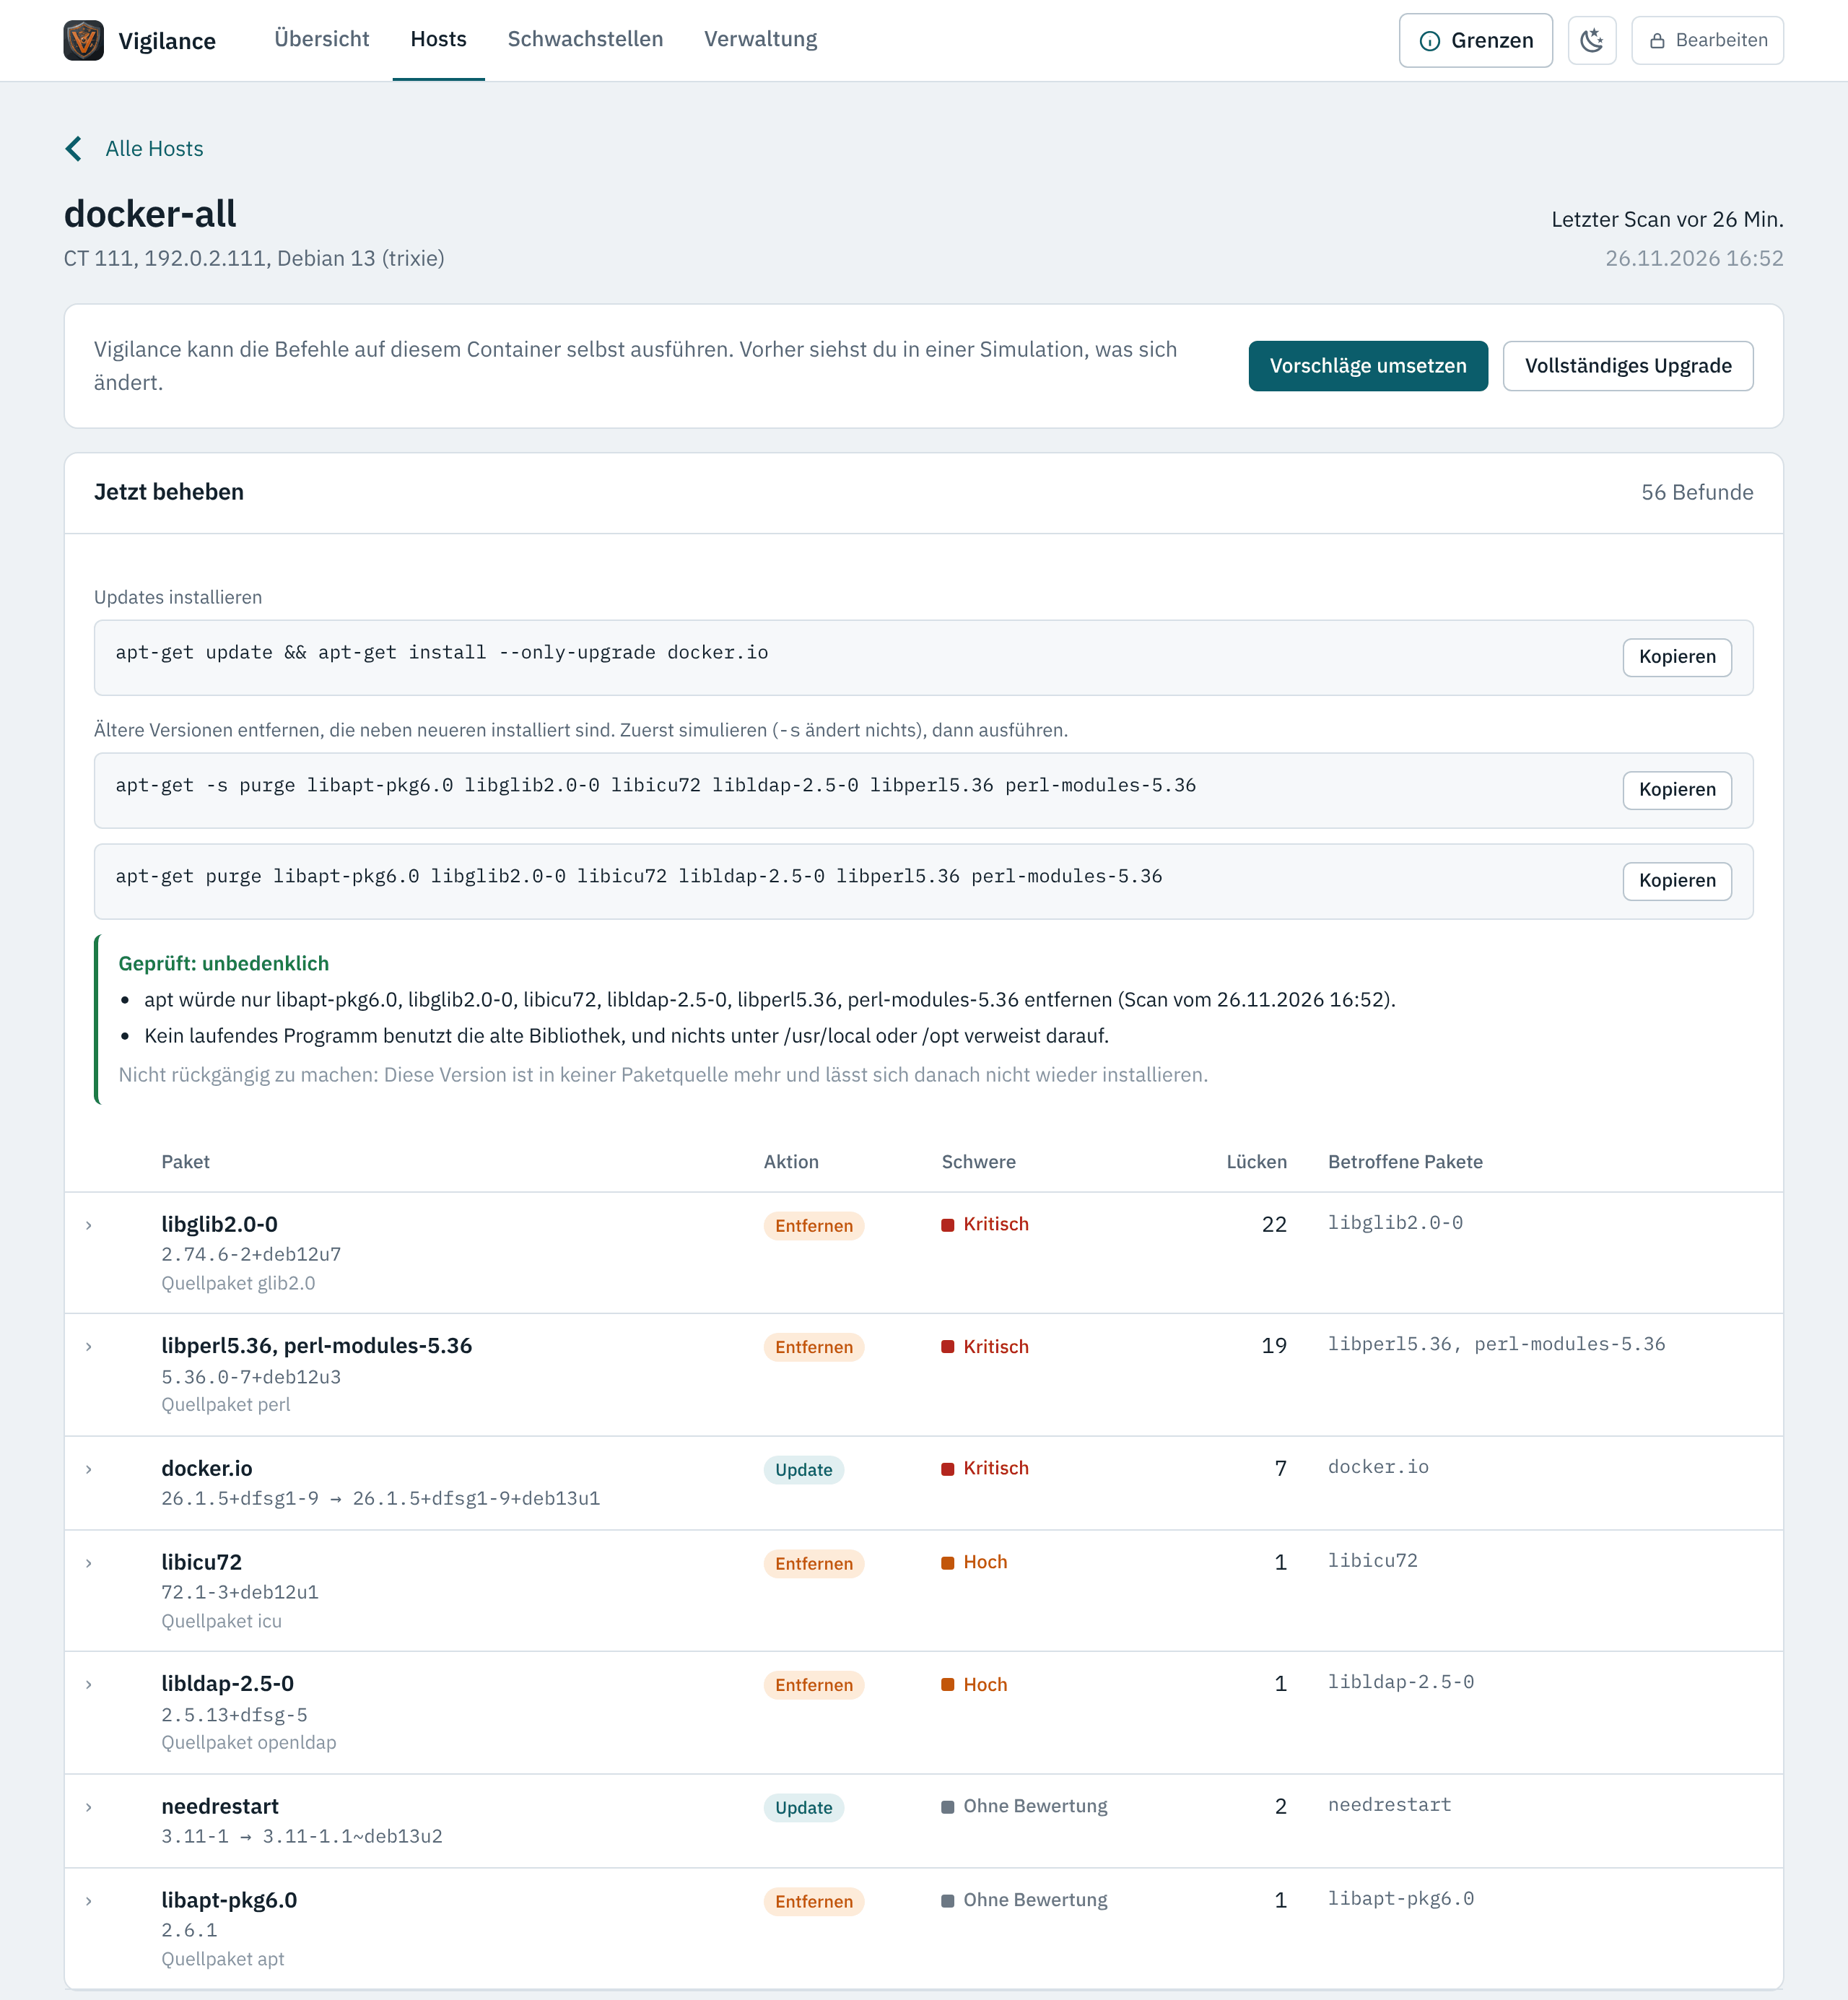 Vigilance
Übersicht
Hosts
Schwachstellen
Verwaltung
Grenzen
Bearbeiten
Alle Hosts
docker-all
Letzter Scan vor 26 Min.
CT 111, 192.0.2.111, Debian 13 (trixie)
26.11.2026 16:52
Vigilance kann die Befehle auf diesem Container selbst ausführen. Vorher siehst du in einer Simulation, was sich
ändert.
Vorschläge umsetzen
Vollständiges Upgrade
Jetzt beheben
56 Befunde
Updates installieren
apt-get update && apt-get install --only-upgrade docker.io
Kopieren
Ältere Versionen entfernen, die neben neueren installiert sind. Zuerst simulieren (-s ändert nichts), dann ausführen.
apt-get -s purge libapt-pkg6.0 libglib2.0-0 libicu72 libldap-2.5-0 libperl5.36 perl-modules-5.36
Kopieren
apt-get purge libapt-pkg6.0 libglib2.0-0 libicu72 libldap-2.5-0 libperl5.36 perl-modules-5.36
Kopieren
Geprüft: unbedenklich
• apt würde nur libapt-pkg6.0, libglib2.0-0, libicu72, libldap-2.5-0, libperl5.36, perl-modules-5.36 entfernen (Scan vom 26.11.2026 16:52).
• Kein laufendes Programm benutzt die alte Bibliothek, und nichts unter /usr/local oder /opt verweist darauf.
Nicht rückgängig zu machen: Diese Version ist in keiner Paketquelle mehr und lässt sich danach nicht wieder installieren.
Paket Aktion Schwere Lücken Betroffene Pakete
libglib2.0-0 Entfernen Kritisch 22 libglib2.0-0
2.74.6-2+deb12u7
Quellpaket glib2.0
libperl5.36, perl-modules-5.36 Entfernen Kritisch 19 libperl5.36, perl-modules-5.36
5.36.0-7+deb12u3
Quellpaket perl
docker.io Update Kritisch 7 docker.io
26.1.5+dfsg1-9 → 26.1.5+dfsg1-9+deb13u1
libicu72 Entfernen Hoch 1 libicu72
72.1-3+deb12u1
Quellpaket icu
libldap-2.5-0 Entfernen Hoch 1 libldap-2.5-0
2.5.13+dfsg-5
Quellpaket openldap
needrestart Update Ohne Bewertung 2 needrestart
3.11-1 → 3.11-1.1~deb13u2
libapt-pkg6.0 Entfernen Ohne Bewertung 1 libapt-pkg6.0
2.6.1
Quellpaket apt